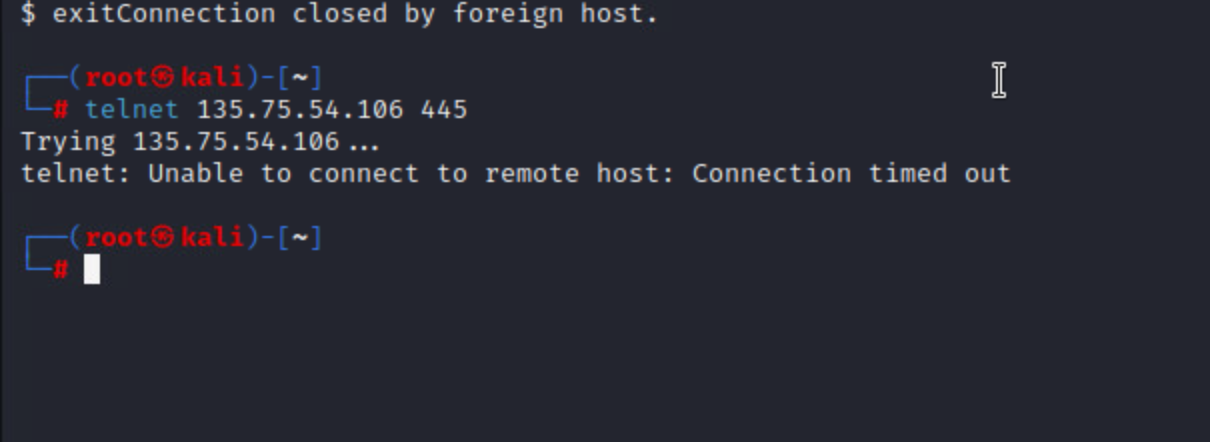 $ exitConnection closed by foreign host.
┌──(root㉿kali)-[~]
└─# telnet 135.75.54.106 445
Trying 135.75.54.106...
telnet: Unable to connect to remote host: Connection timed out
┌──(root㉿kali)-[~]
└─#